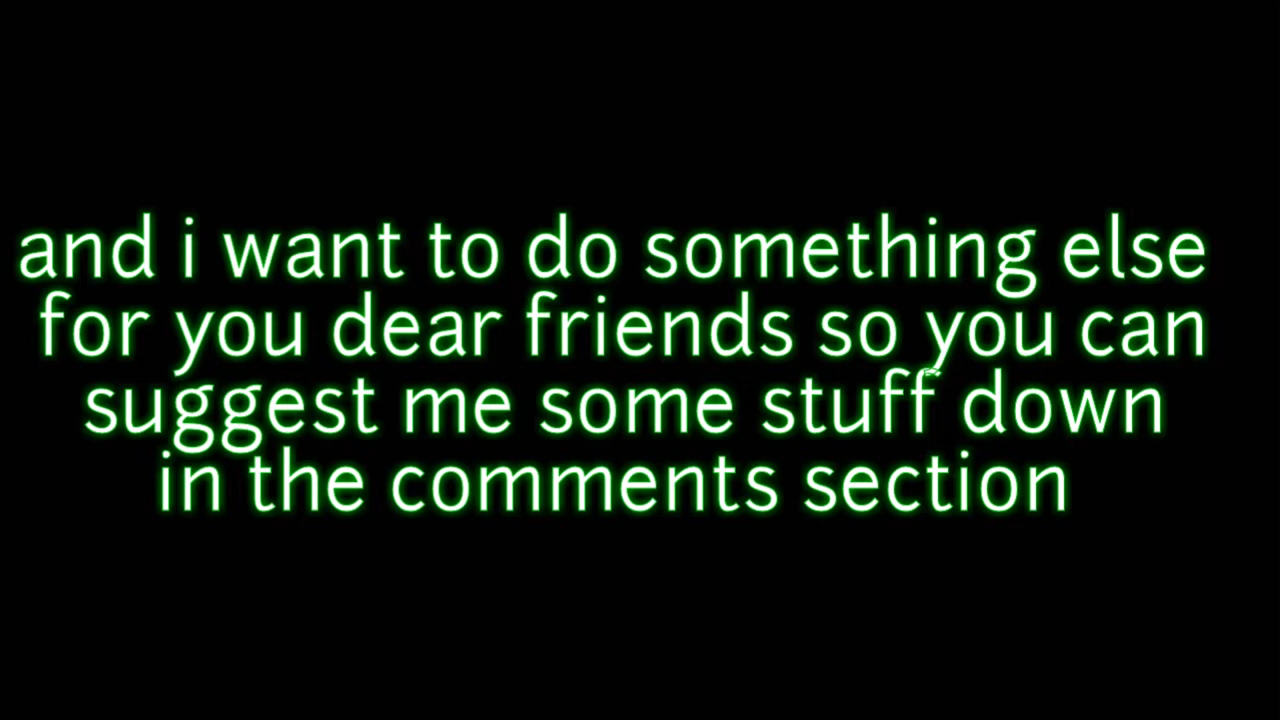 and i want to do something else
for you dear friends so you can
suggest me some stuff down
in the comments section